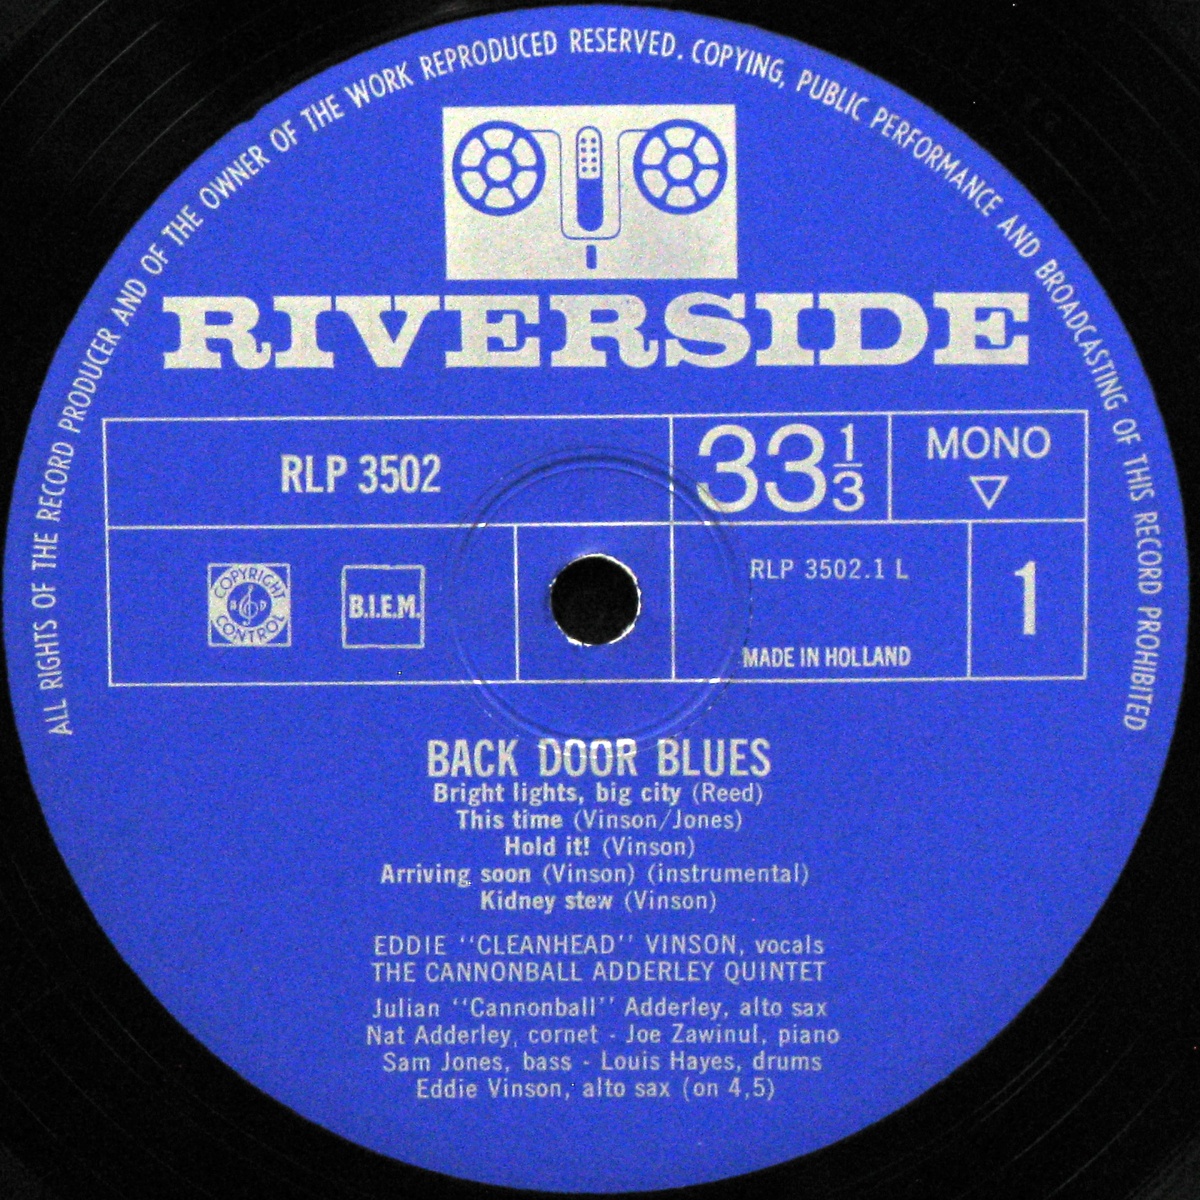 ALL RIGHTS OF THE RECORD PRODUCER AND OF THE OWNER OF THE WORK REPRODUCED RESERVED. COPYING, PUBLIC PERFORMANCE AND BROADCASTING OF THIS RECORD PROHIBITED
RIVERSIDE
RLP 3502
33 1/3
MONO
COPYRIGHT
B D
CONTROL
B.I.E.M.
RLP 3502.1 L
MADE IN HOLLAND
1
BACK DOOR BLUES
Bright lights, big city (Reed)
This time (Vinson/Jones)
Hold it! (Vinson)
Arriving soon (Vinson) (instrumental)
Kidney stew (Vinson)
EDDIE "CLEANHEAD" VINSON, vocals
THE CANNONBALL ADDERLEY QUINTET
Julian "Cannonball" Adderley, alto sax
Nat Adderley, cornet - Joe Zawinul, piano
Sam Jones, bass - Louis Hayes, drums
Eddie Vinson, alto sax (on 4,5)